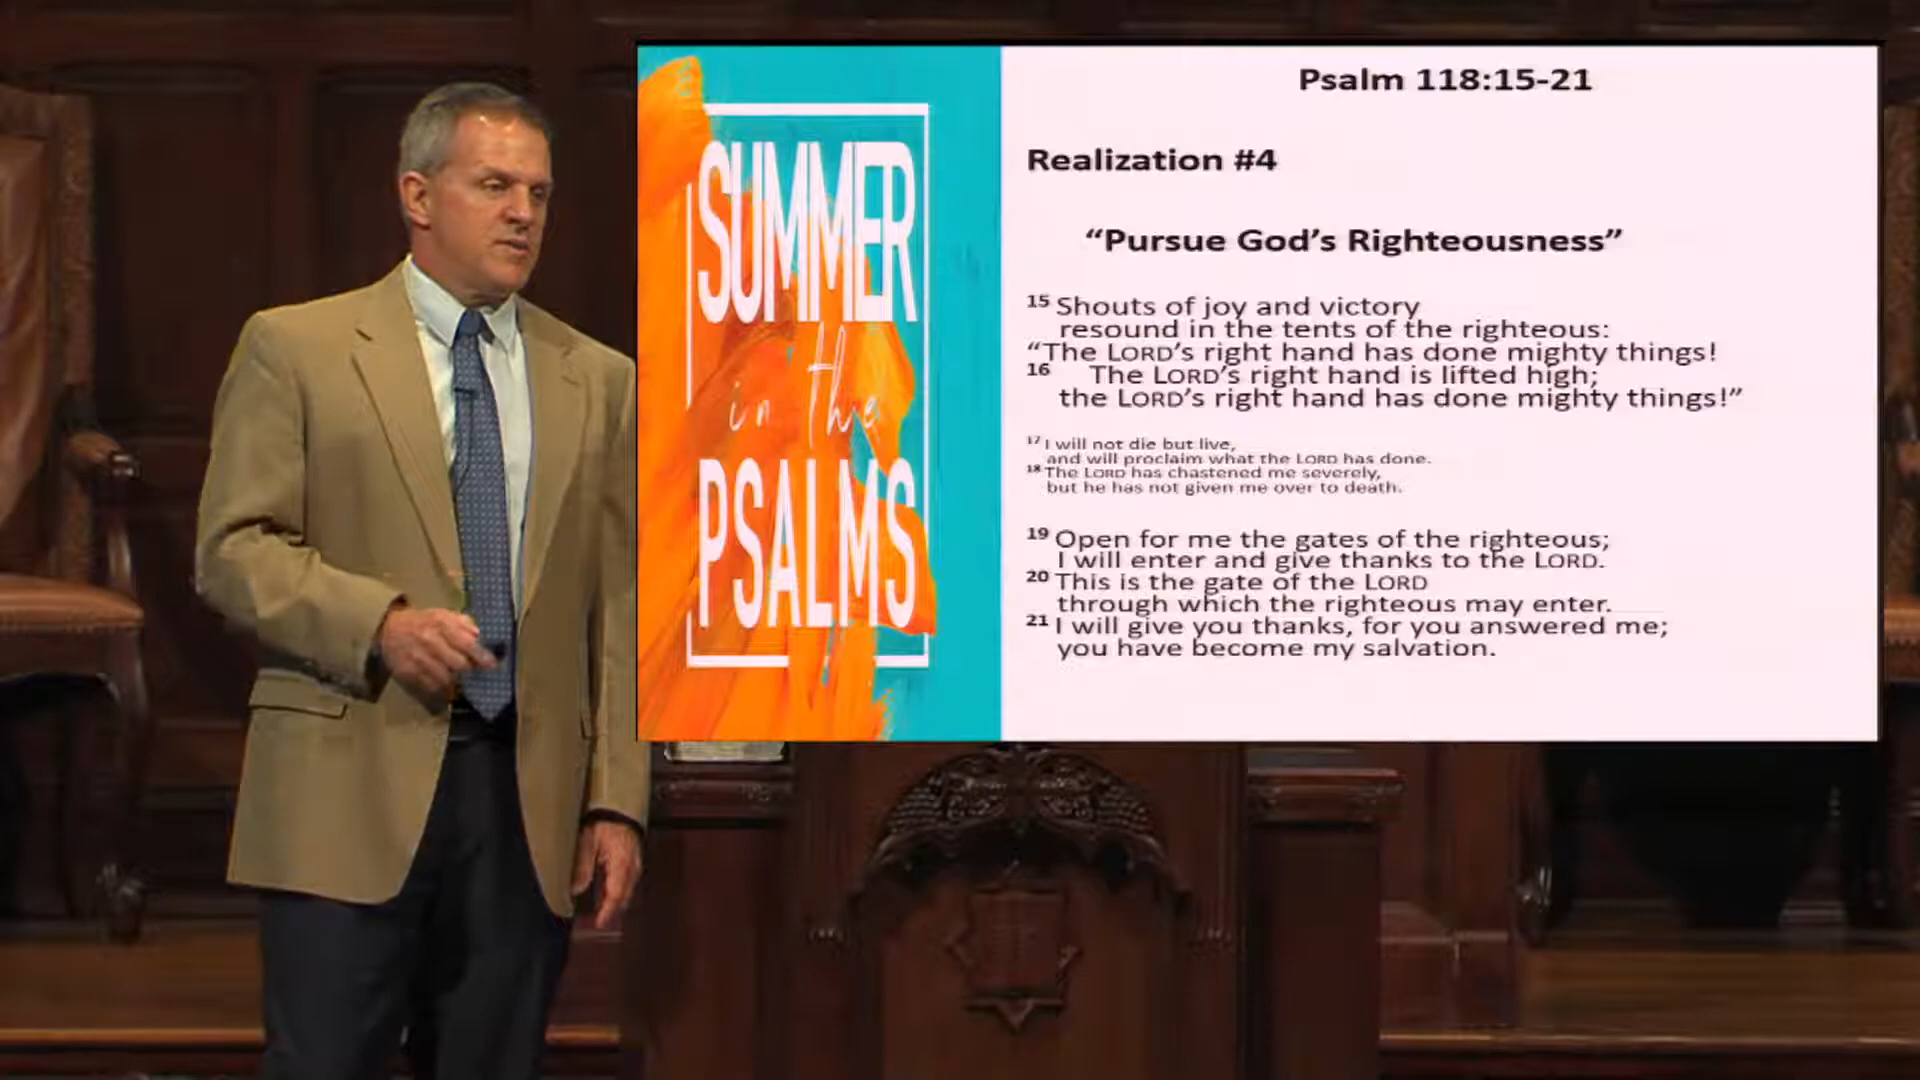 SUMMER
in the
PSALMS
Psalm 118:15-21
Realization #4
“Pursue God’s Righteousness”
15 Shouts of joy and victory
resound in the tents of the righteous:
“The LORD’s right hand has done mighty things!
16 The LORD’s right hand is lifted high;
the LORD’s right hand has done mighty things!”
17 I will not die but live,
and will proclaim what the LORD has done.
18 The LORD has chastened me severely,
but he has not given me over to death.
19 Open for me the gates of the righteous;
I will enter and give thanks to the LORD.
20 This is the gate of the LORD
through which the righteous may enter.
21 I will give you thanks, for you answered me;
you have become my salvation.